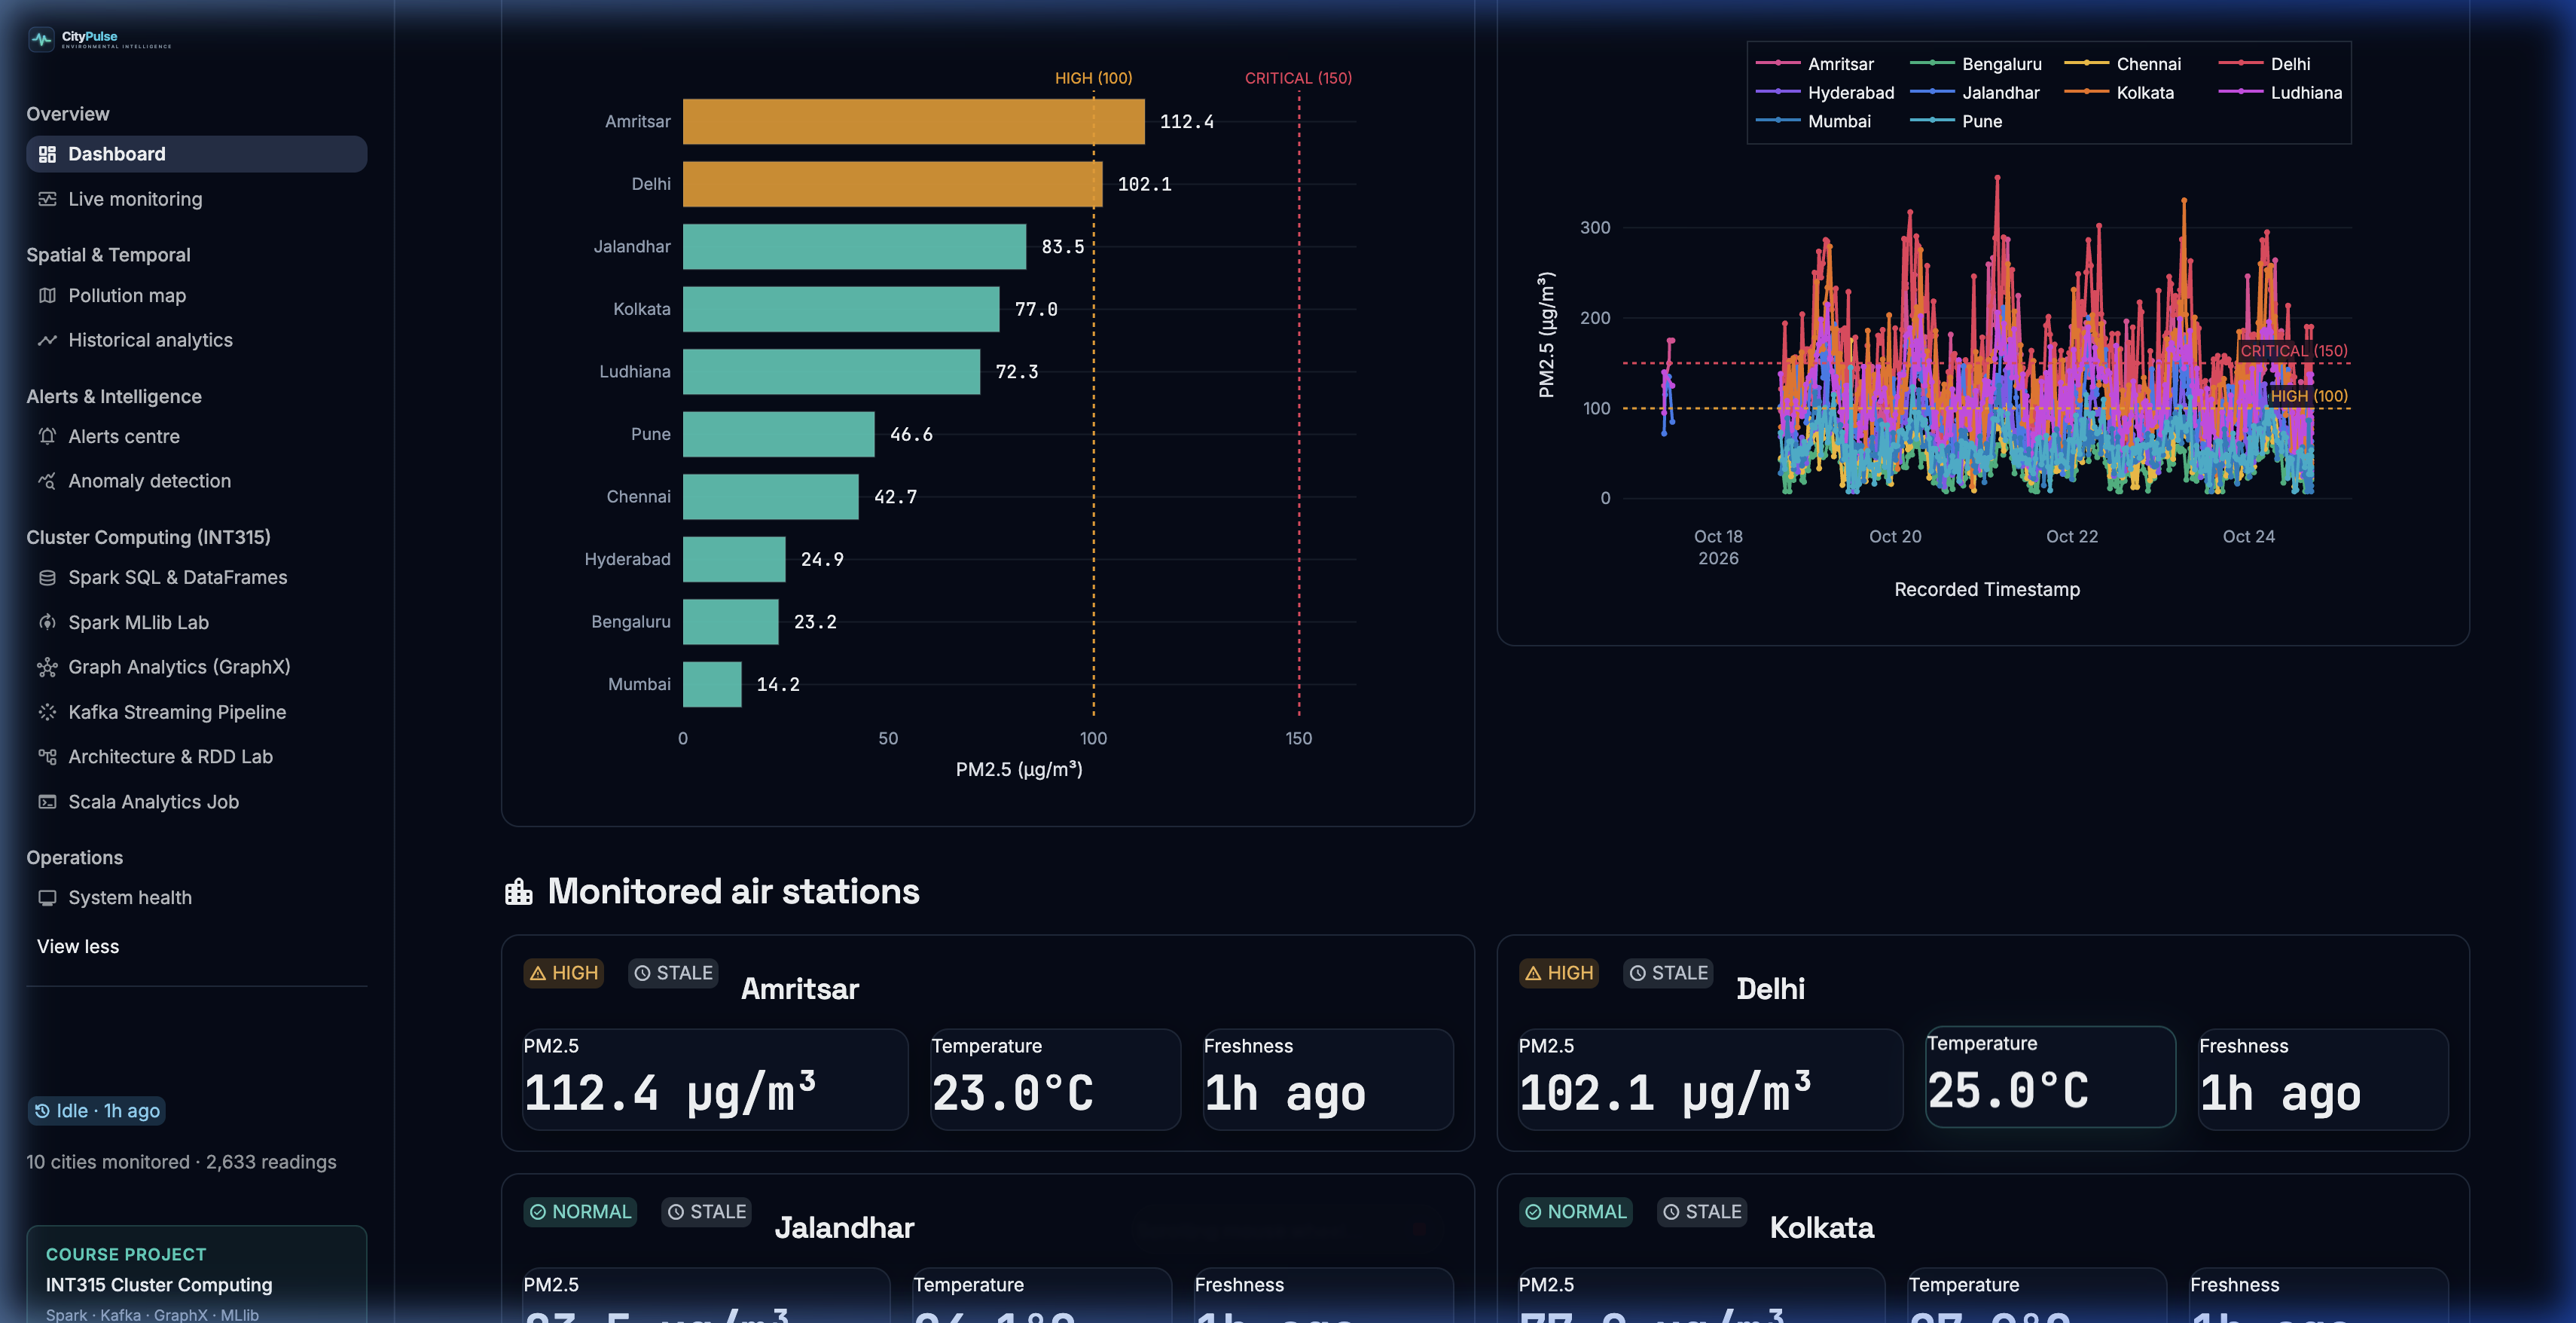 CityPulse
ENVIRONMENTAL INTELLIGENCE
Overview
Dashboard
Live monitoring
Spatial & Temporal
Pollution map
Historical analytics
Alerts & Intelligence
Alerts centre
Anomaly detection
Cluster Computing (INT315)
Spark SQL & DataFrames
Spark MLlib Lab
Graph Analytics (GraphX)
Kafka Streaming Pipeline
Architecture & RDD Lab
Scala Analytics Job
Operations
System health
View less
Idle · 1h ago
10 cities monitored · 2,633 readings
COURSE PROJECT
INT315 Cluster Computing
Spark · Kafka · GraphX · MLlib
HIGH (100) CRITICAL (150)
Amritsar 112.4
Delhi 102.1
Jalandhar 83.5
Kolkata 77.0
Ludhiana 72.3
Pune 46.6
Chennai 42.7
Hyderabad 24.9
Bengaluru 23.2
Mumbai 14.2
0 50 100 150
PM2.5 (µg/m³)
Amritsar Bengaluru Chennai Delhi
Hyderabad Jalandhar Kolkata Ludhiana
Mumbai Pune
PM2.5 (µg/m³)
300
200
CRITICAL (150)
HIGH (100)
100
0
Oct 18 Oct 20 Oct 22 Oct 24
2026
Recorded Timestamp
Monitored air stations
HIGH STALE Amritsar
PM2.5 Temperature Freshness
112.4 µg/m³ 23.0°C 1h ago
HIGH STALE Delhi
PM2.5 Temperature Freshness
102.1 µg/m³ 25.0°C 1h ago
NORMAL STALE Jalandhar
PM2.5 Temperature Freshness
NORMAL STALE Kolkata
PM2.5 Temperature Freshness